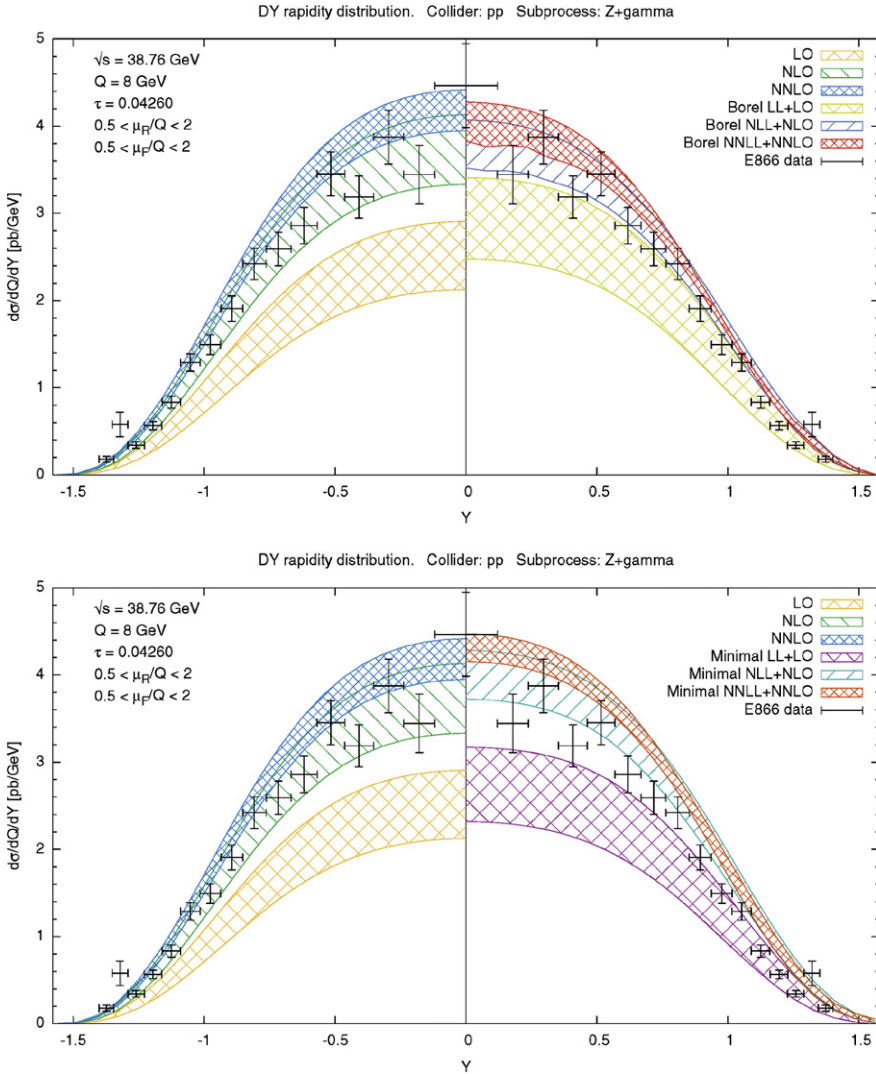 DY rapidity distribution. Collider: pp Subprocess: Z+gamma
5
4
3
2
1
0
dσ/dQ/dY [pb/GeV]
√s = 38.76 GeV
Q = 8 GeV
τ = 0.04260
0.5 < μ_R/Q < 2
0.5 < μ_F/Q < 2
LO
NLO
NNLO
Borel LL+LO
Borel NLL+NLO
Borel NNLL+NNLO
E866 data
-1.5 -1 -0.5 0 0.5 1 1.5
Y
DY rapidity distribution. Collider: pp Subprocess: Z+gamma
5
4
3
2
1
0
dσ/dQ/dY [pb/GeV]
√s = 38.76 GeV
Q = 8 GeV
τ = 0.04260
0.5 < μ_R/Q < 2
0.5 < μ_F/Q < 2
LO
NLO
NNLO
Minimal LL+LO
Minimal NLL+NLO
Minimal NNLL+NNLO
E866 data
-1.5 -1 -0.5 0 0.5 1 1.5
Y